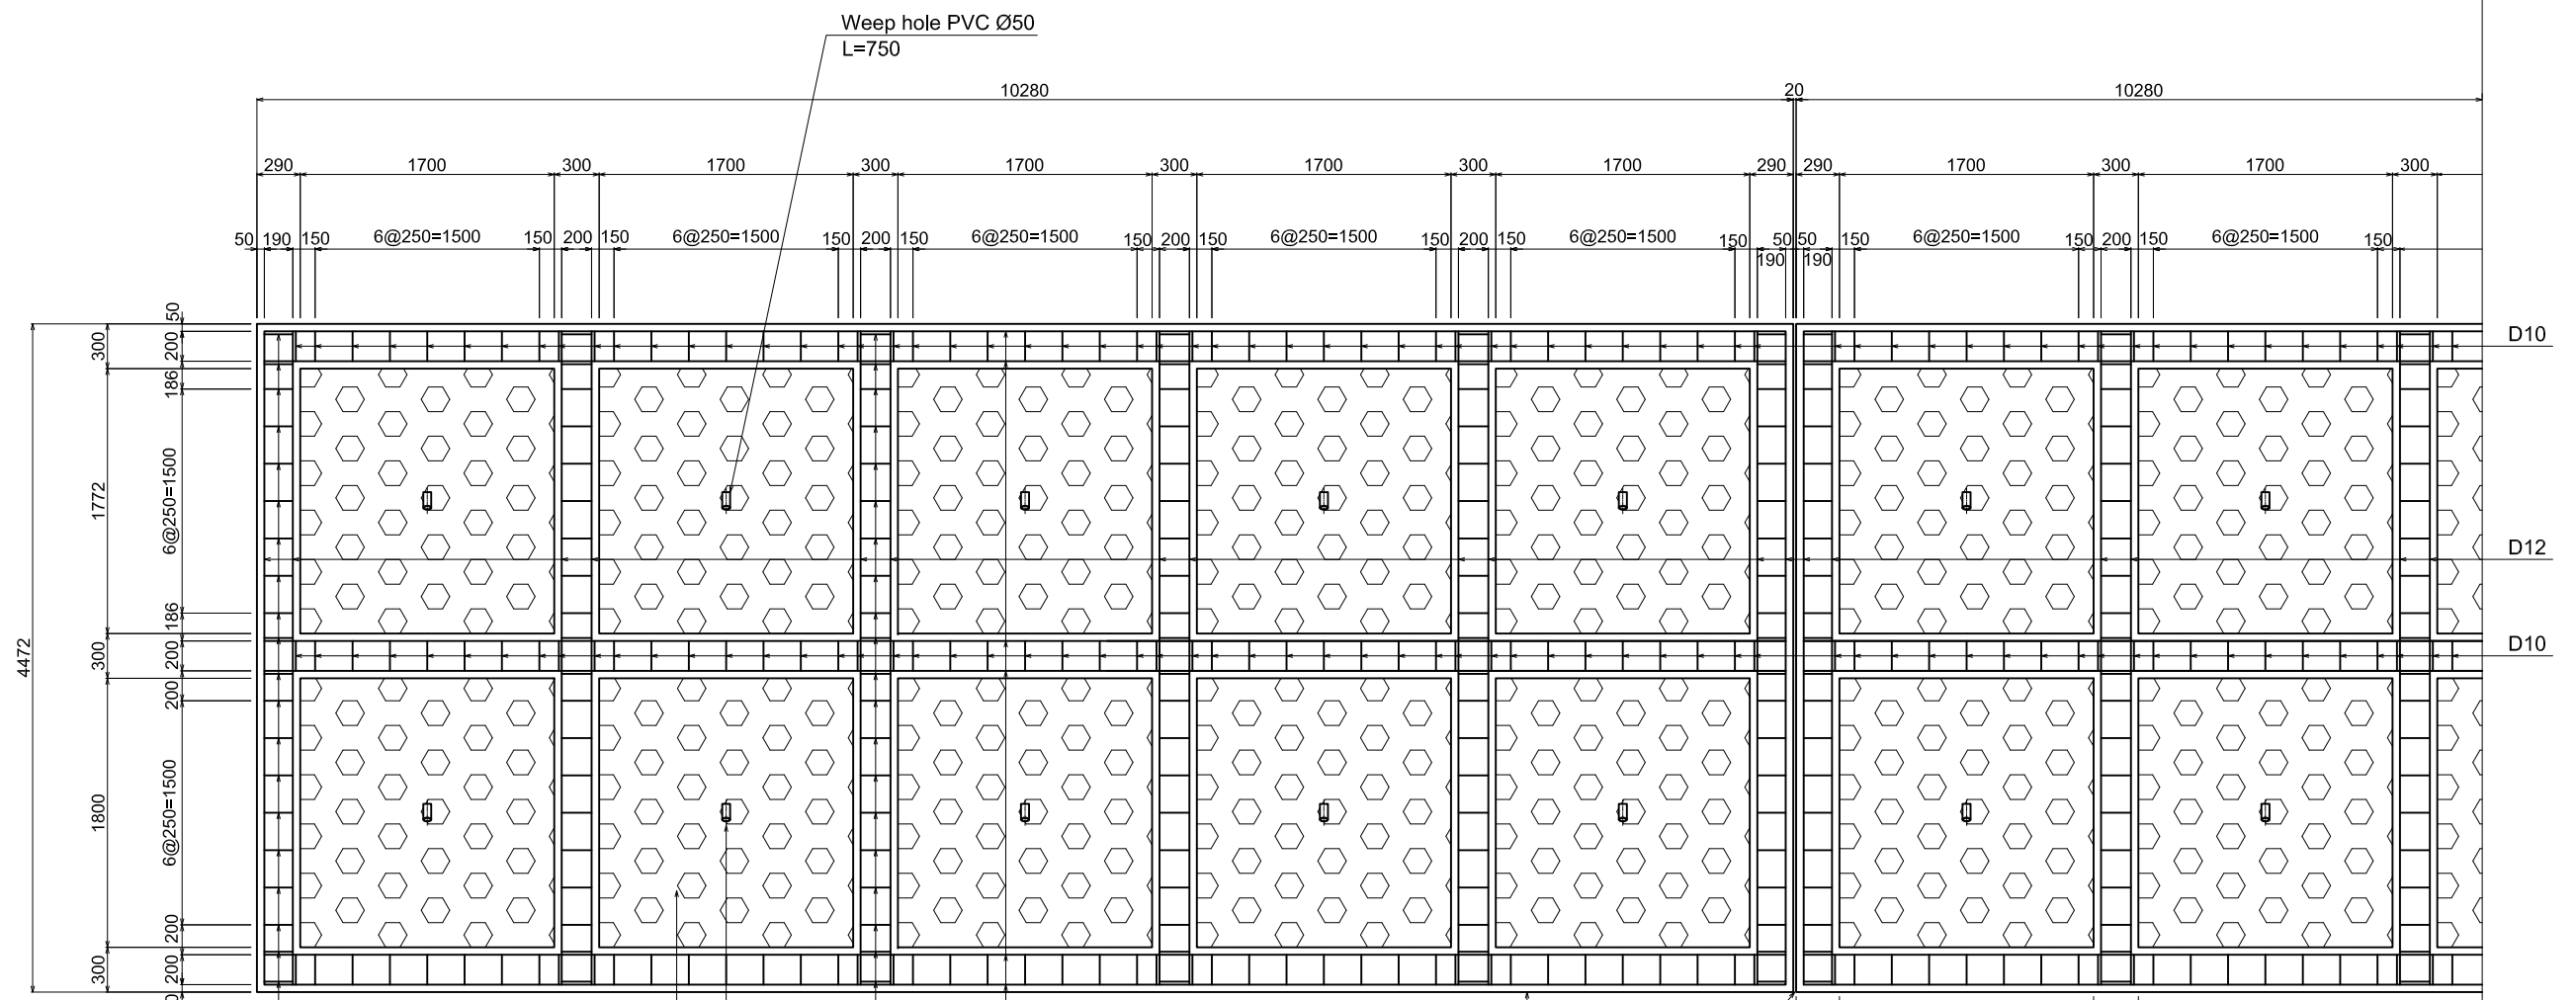 Weep hole PVC Ø50
L=750
10280 20 10280
290 1700 300 1700 300 1700 300 1700 300 1700 290 290 1700 300 1700 300
50 190 150 6@250=1500 150 200 150 6@250=1500 150 200 150 6@250=1500 150 200 150 6@250=1500 150 200 150 6@250=1500 150 50 50 150 6@250=1500 150 200 150 6@250=1500 150
190 190
4472
300 1772 300 1800 300
50 200 186 6@250=1500 186 200 200 6@250=1500 200 200
D10
D12
D10